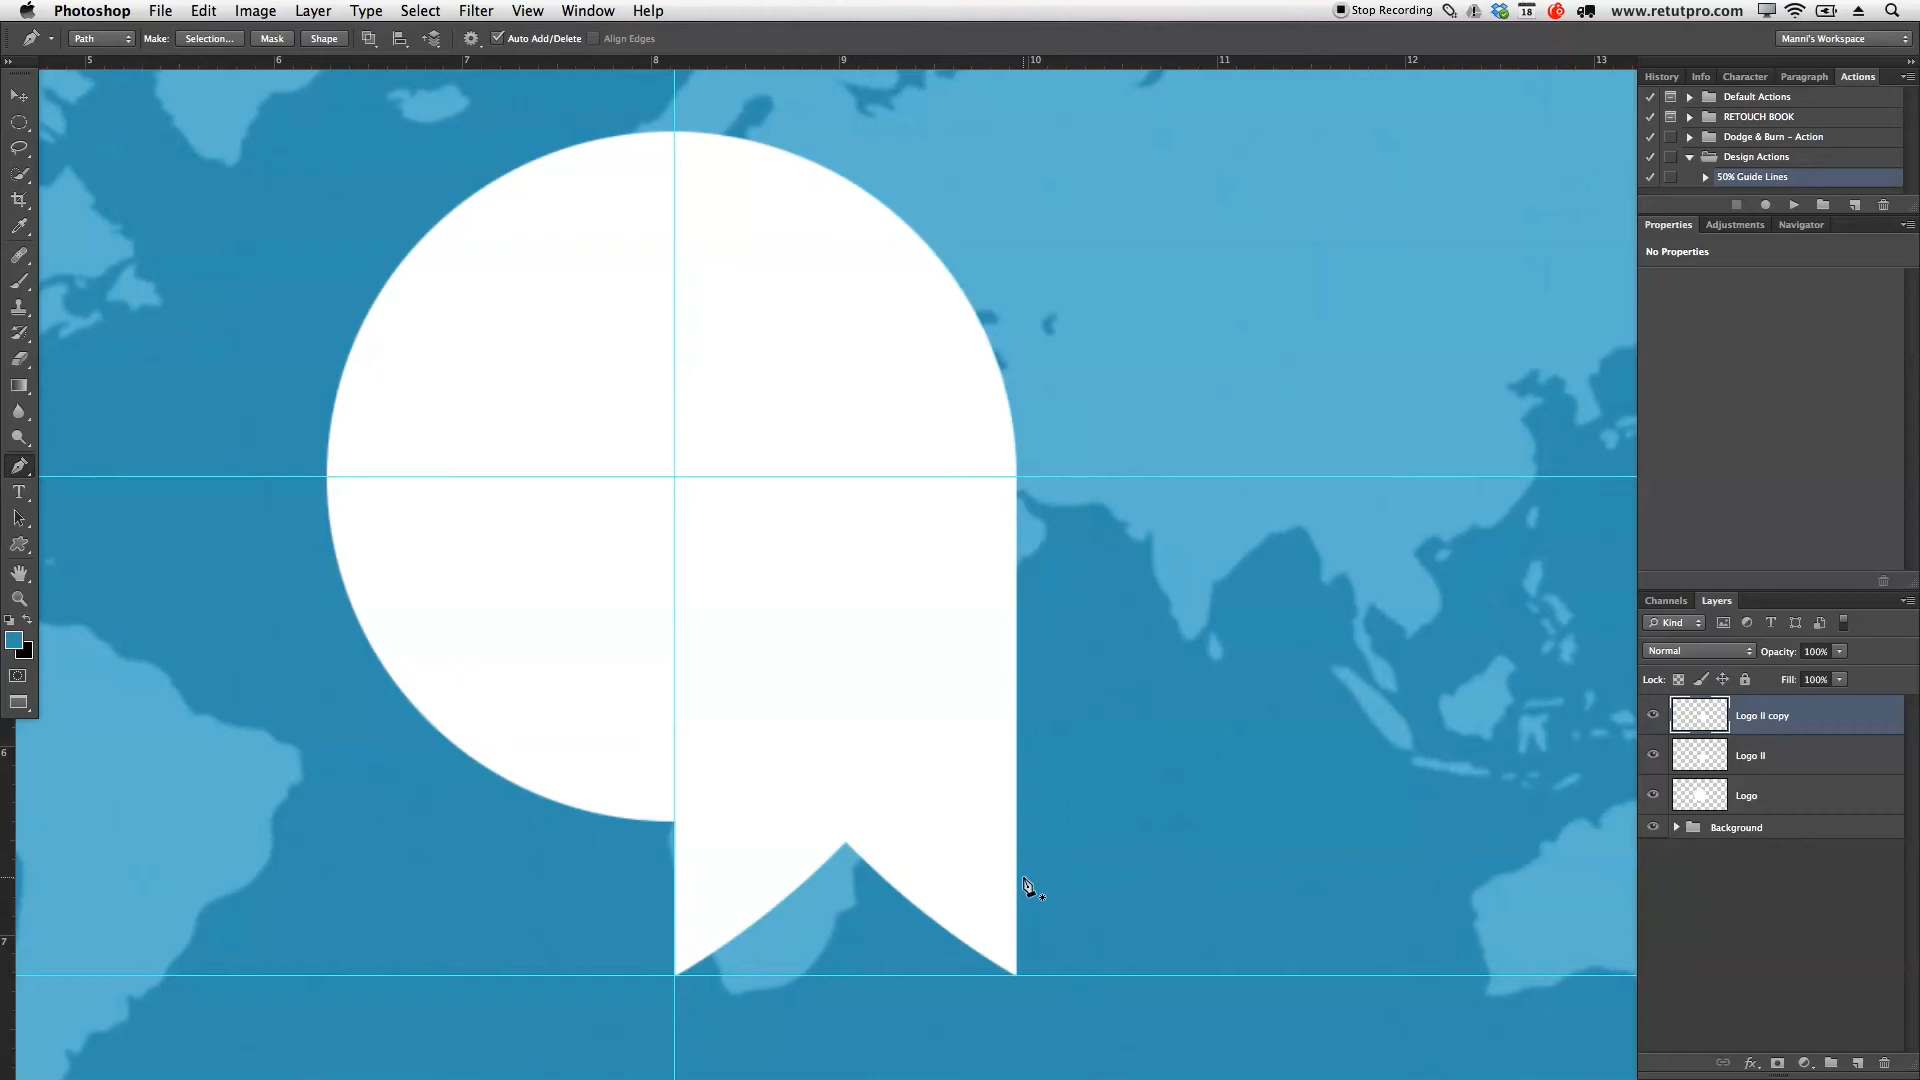 Photoshop File Edit Image Layer Type Select Filter View Window Help Stop Recording 18 www.retutpro.com
Path Make: Selection... Mask Shape Auto Add/Delete Align Edges Manni's Workspace
5 6 7 8 9 10 11 12 13
History Info Character Paragraph Actions
Default Actions
RETOUCH BOOK
Dodge & Burn - Action
Design Actions
50% Guide Lines
Properties Adjustments Navigator
No Properties
Channels Layers
Kind
Normal Opacity: 100%
Lock: Fill: 100%
Logo II copy
Logo II
Logo
Background
6
7